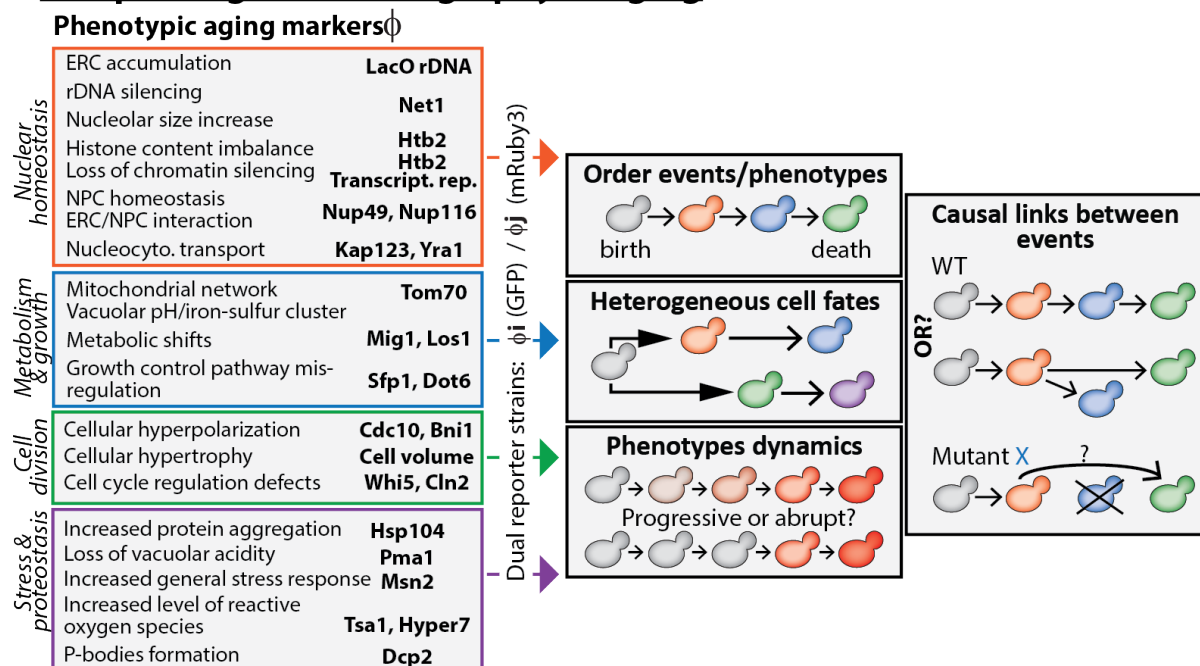 Phenotypic aging markersϕ
Nuclear
homeostasis
ERC accumulation
LacO rDNA
rDNA silencing
Net1
Nucleolar size increase
Histone content imbalance
Htb2
Loss of chromatin silencing
Htb2
Transcript. rep.
NPC homeostasis
ERC/NPC interaction
Nup49, Nup116
Nucleocyto. transport
Kap123, Yra1
Metabolism
& growth
Mitochondrial network
Tom70
Vacuolar pH/iron-sulfur cluster
Metabolic shifts
Mig1, Los1
Growth control pathway mis-
regulation
Sfp1, Dot6
Cell
division
Cellular hyperpolarization
Cdc10, Bni1
Cellular hypertrophy
Cell volume
Cell cycle regulation defects
Whi5, Cln2
Stress &
proteostasis
Increased protein aggregation
Hsp104
Loss of vacuolar acidity
Pma1
Increased general stress response
Msn2
Increased level of reactive
oxygen species
Tsa1, Hyper7
P-bodies formation
Dcp2
Dual reporter strains: ϕi (GFP) / ϕj (mRuby3)
Order events/phenotypes
birth
death
Heterogeneous cell fates
Phenotypes dynamics
Progressive or abrupt?
Causal links between
events
WT
OR?
Mutant X
?